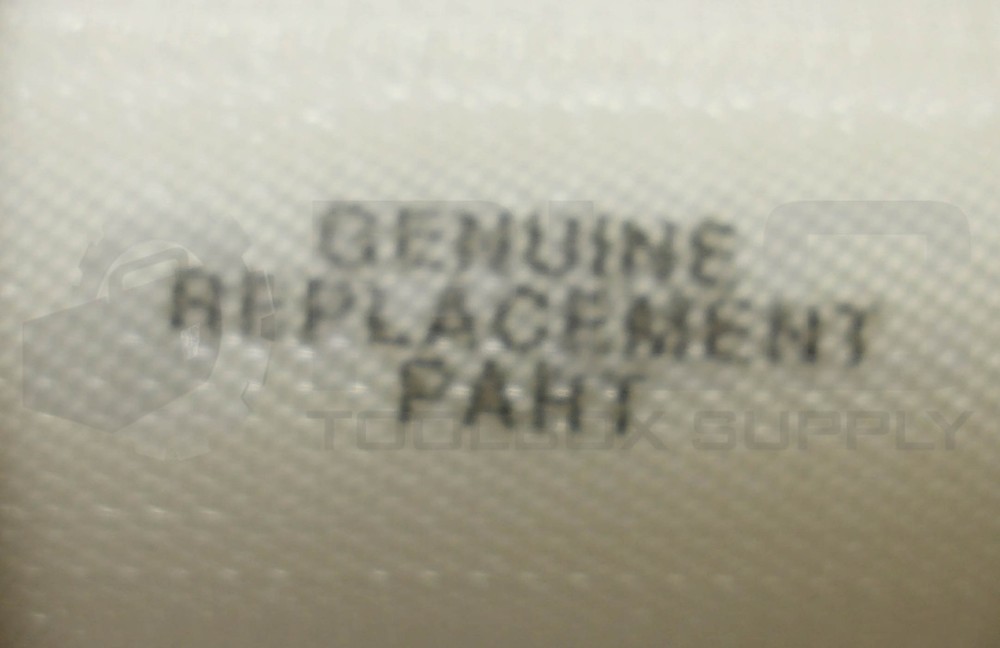 GENUINE
REPLACEMENT
PART
TOOLBOX SUPPLY